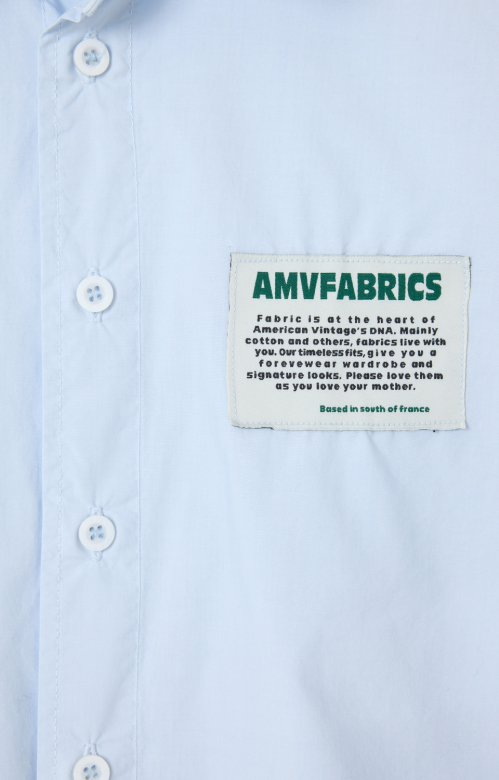 AMVFABRICS
Fabric is at the heart of
American Vintage's DNA. Mainly
cotton and others, fabrics live with
you. Our timeless fits, give you a
forevewear wardrobe and
signature looks. Please love them
as you love your mother.
Based in south of france